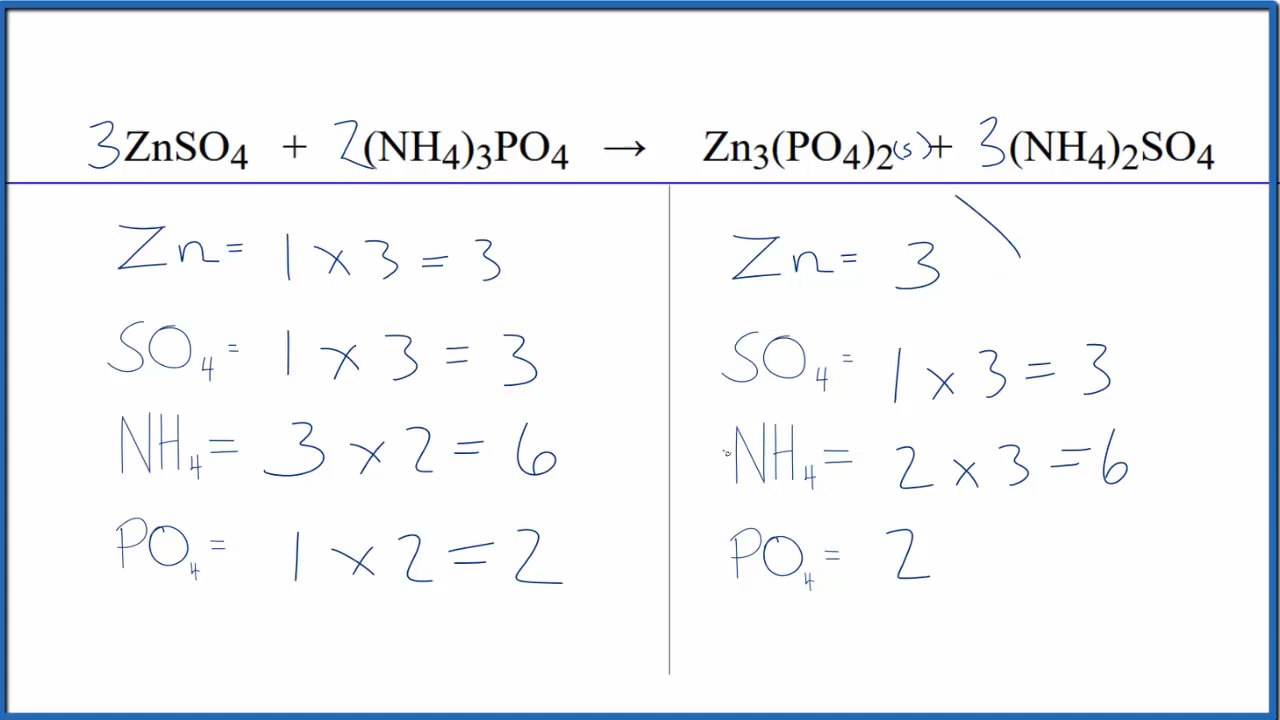 3ZnSO₄ + 2(NH₄)₃PO₄ → Zn₃(PO₄)₂(s) + 3(NH₄)₂SO₄
Zn = 1 x 3 = 3
SO₄ = 1 x 3 = 3
NH₄ = 3 x 2 = 6
PO₄ = 1 x 2 = 2
Zn = 3
SO₄ = 1 x 3 = 3
NH₄ = 2 x 3 = 6
PO₄ = 2